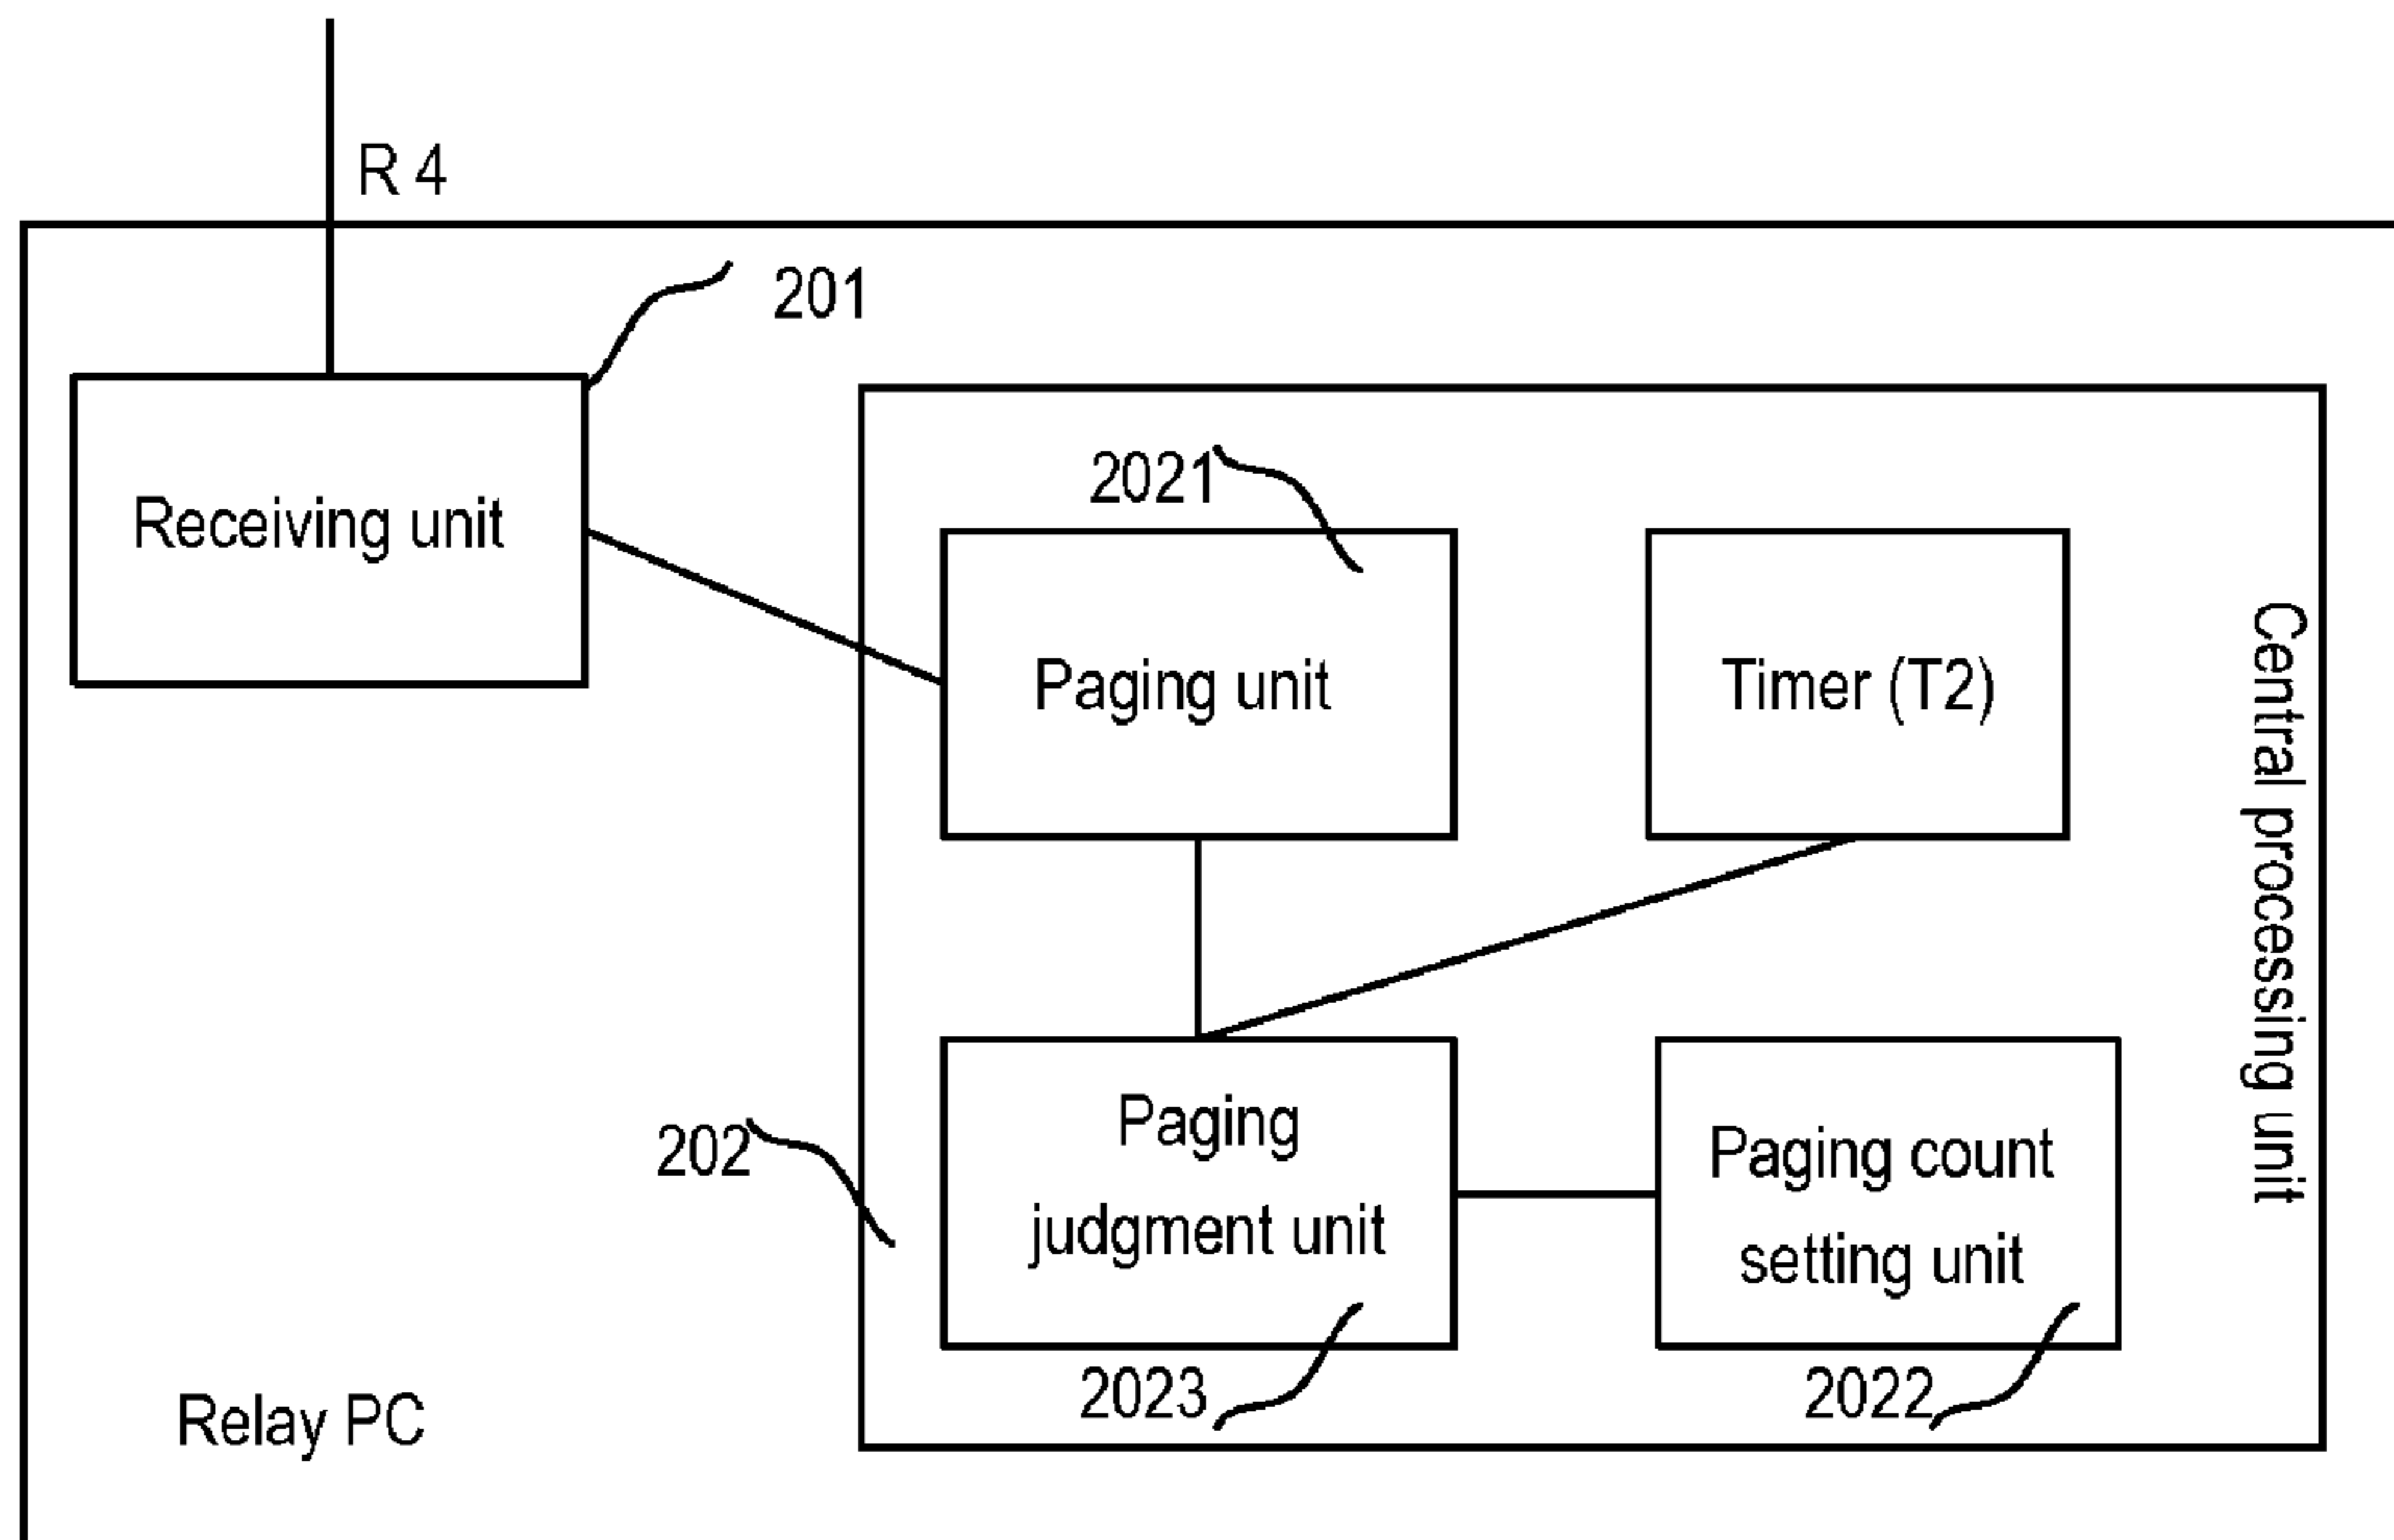 R 4
201
Receiving unit
2021
Paging unit
Timer (T2)
Central processing unit
202
Paging
judgment unit
Paging count
setting unit
2023
2022
Relay PC